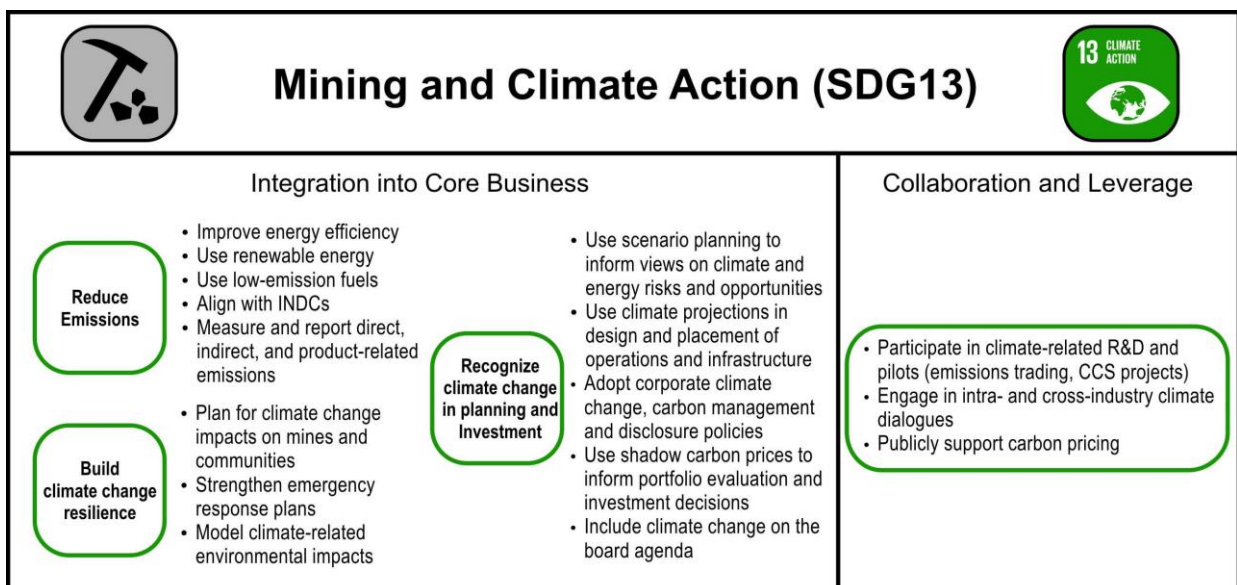 Mining and Climate Action (SDG13)
13 CLIMATE
ACTION
Integration into Core Business
Reduce
Emissions
• Improve energy efficiency
• Use renewable energy
• Use low-emission fuels
• Align with INDCs
• Measure and report direct,
indirect, and product-related
emissions
Build
climate change
resilience
• Plan for climate change
impacts on mines and
communities
• Strengthen emergency
response plans
• Model climate-related
environmental impacts
Recognize
climate change
in planning and
Investment
• Use scenario planning to
inform views on climate and
energy risks and opportunities
• Use climate projections in
design and placement of
operations and infrastructure
• Adopt corporate climate
change, carbon management
and disclosure policies
• Use shadow carbon prices to
inform portfolio evaluation and
investment decisions
• Include climate change on the
board agenda
Collaboration and Leverage
• Participate in climate-related R&D and
pilots (emissions trading, CCS projects)
• Engage in intra- and cross-industry climate
dialogues
• Publicly support carbon pricing